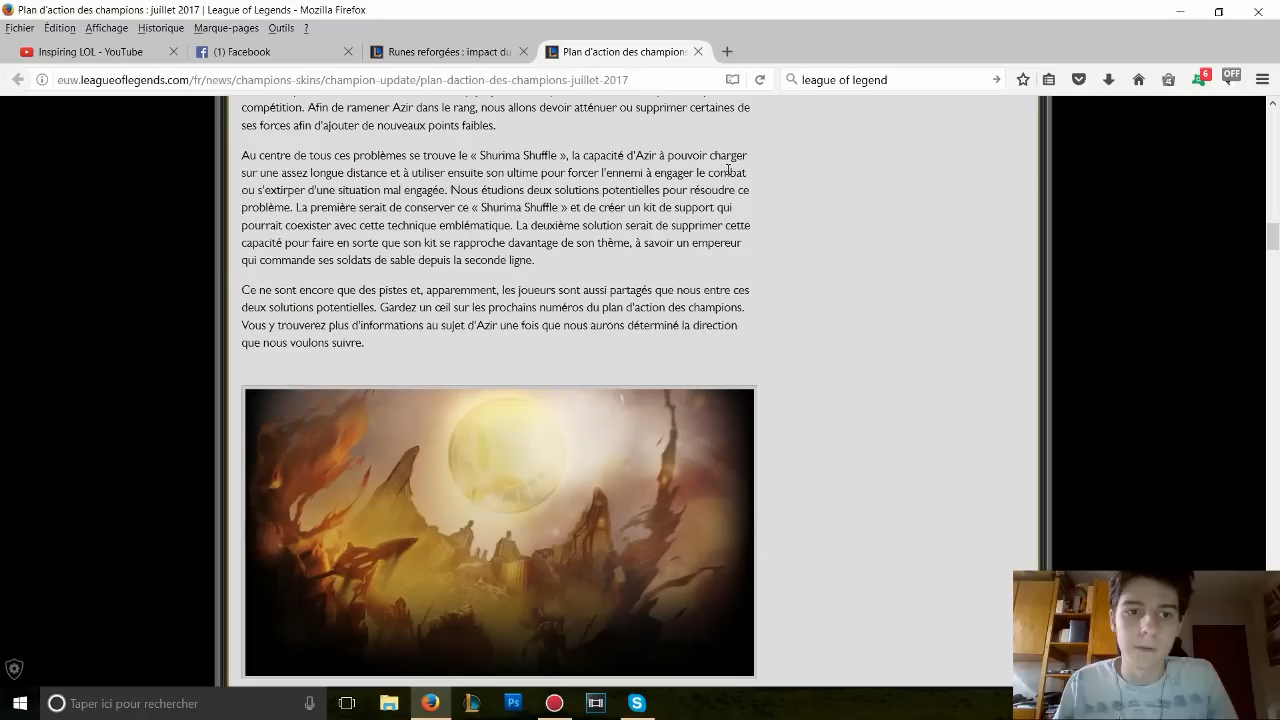 Plan d'action des champions : juillet 2017 | League of Legends - Mozilla Firefox
Fichier Édition Affichage Historique Marque-pages Outils ?
Inspiring LOL - YouTube
(1) Facebook
Runes reforgées : impact du
Plan d'action des champions
euw.leagueoflegends.com/fr/news/champions-skins/champion-update/plan-daction-des-champions-juillet-2017
league of legend
6
OFF
compétition. Afin de ramener Azir dans le rang, nous allons devoir atténuer ou supprimer certaines de
ses forces afin d'ajouter de nouveaux points faibles.
Au centre de tous ces problèmes se trouve le « Shurima Shuffle », la capacité d'Azir à pouvoir charger
sur une assez longue distance et à utiliser ensuite son ultime pour forcer l'ennemi à engager le combat
ou s'extirper d'une situation mal engagée. Nous étudions deux solutions potentielles pour résoudre ce
problème. La première serait de conserver ce « Shurima Shuffle » et de créer un kit de support qui
pourrait coexister avec cette technique emblématique. La deuxième solution serait de supprimer cette
capacité pour faire en sorte que son kit se rapproche davantage de son thème, à savoir un empereur
qui commande ses soldats de sable depuis la seconde ligne.
Ce ne sont encore que des pistes et, apparemment, les joueurs sont aussi partagés que nous entre ces
deux solutions potentielles. Gardez un œil sur les prochains numéros du plan d'action des champions.
Vous y trouverez plus d'informations au sujet d'Azir une fois que nous aurons déterminé la direction
que nous voulons suivre.
Taper ici pour rechercher
Ps